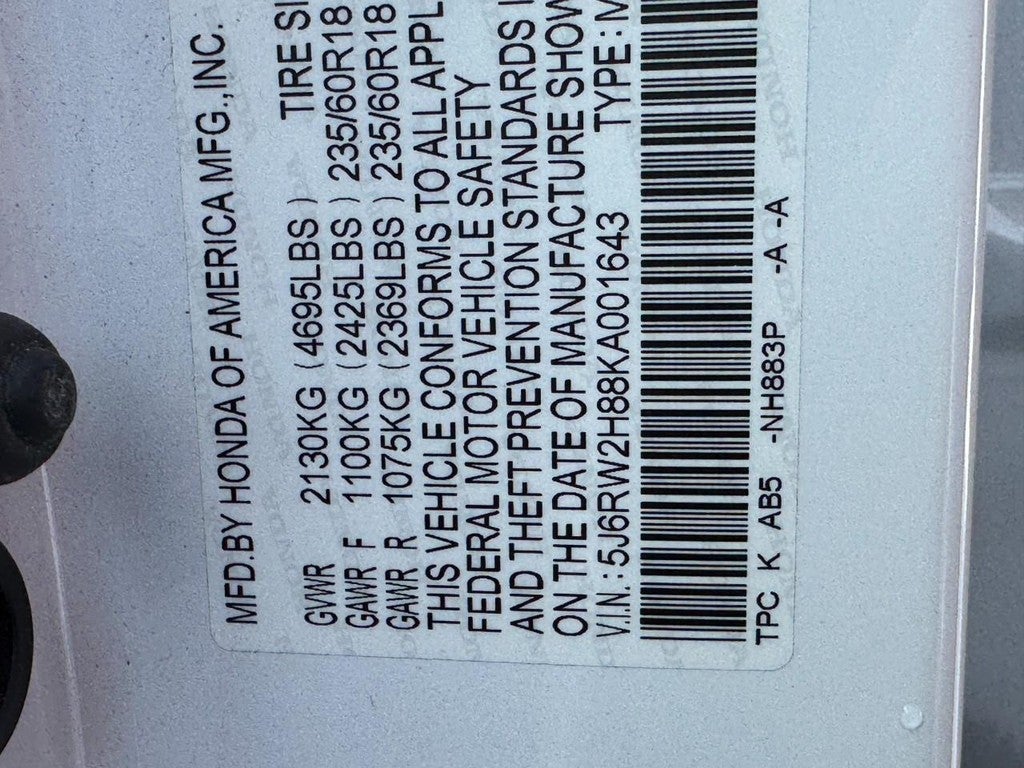 MFD.BY HONDA OF AMERICA MFG.,INC.
GVWR 2130KG (4695LBS) TIRE SI
GAWR F 1100KG (2425LBS) 235/60R18
GAWR R 1075KG (2369LBS) 235/60R18
THIS VEHICLE CONFORMS TO ALL APPL
FEDERAL MOTOR VEHICLE SAFETY
AND THEFT PREVENTION STANDARDS I
ON THE DATE OF MANUFACTURE SHOW
V.I.N.: 5J6RW2H88KA001643 TYPE: M
TPC K AB5 -NH883P -A -A